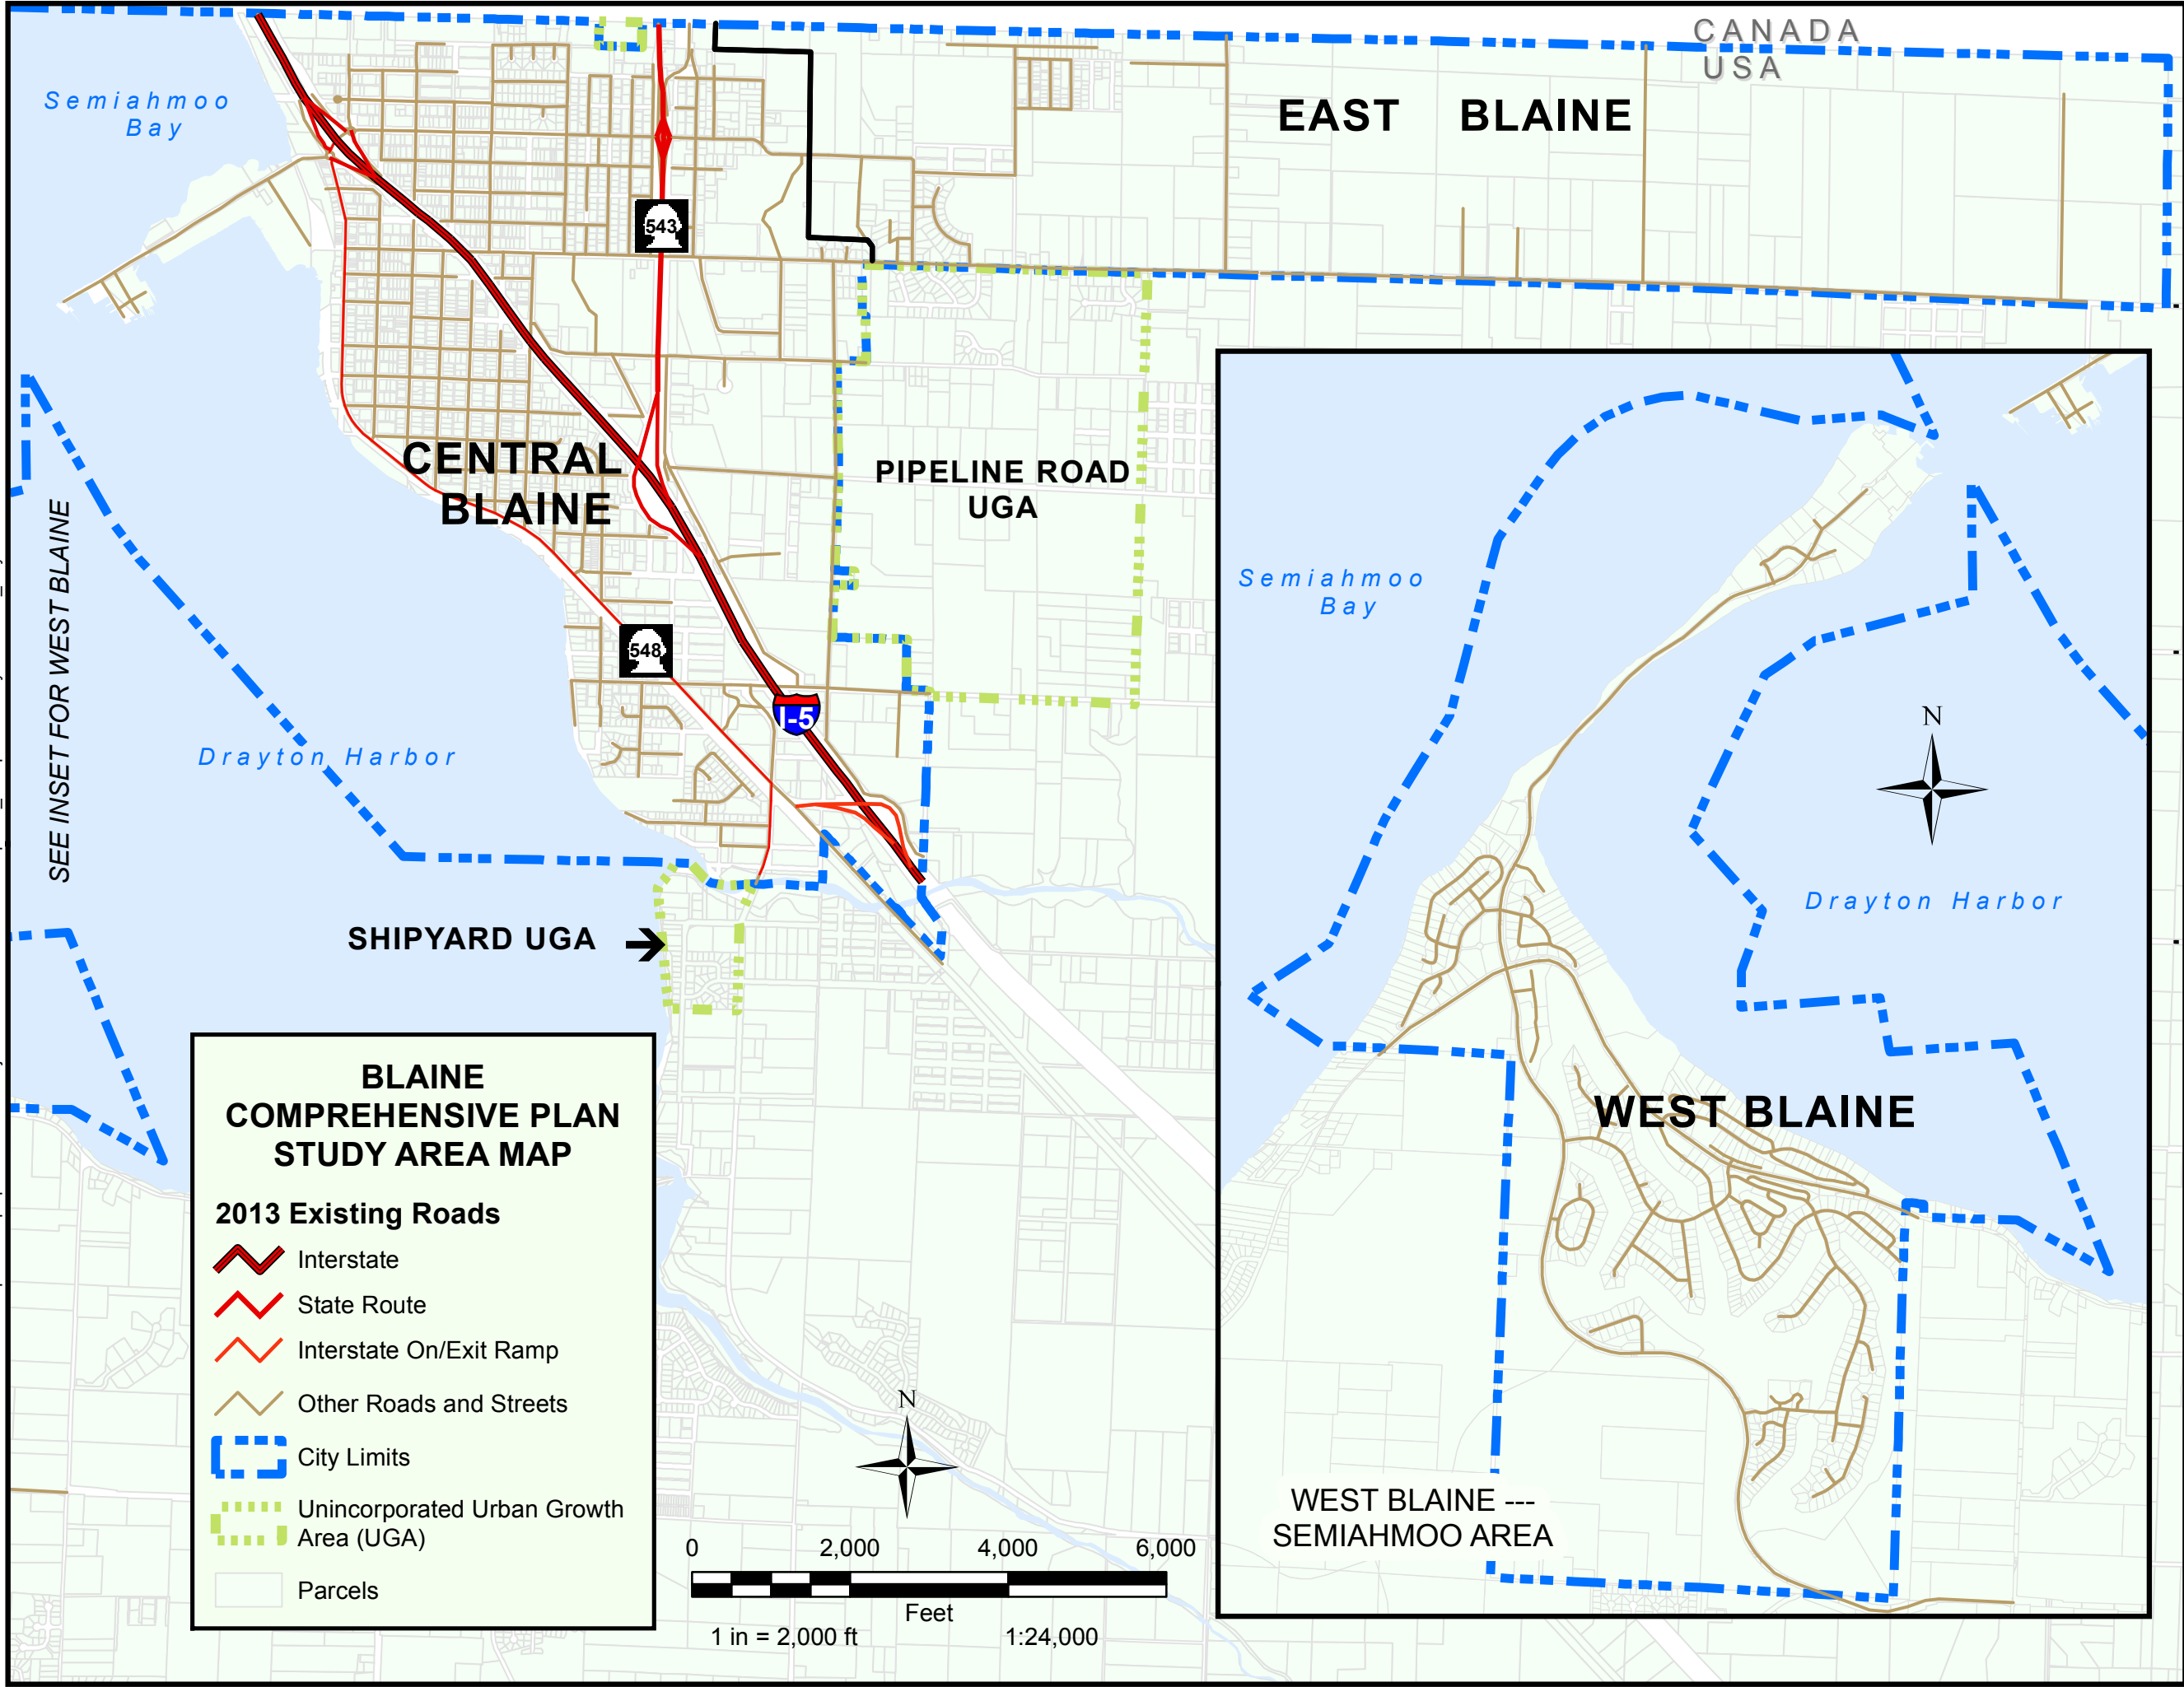 CANADA
USA
Semiahmoo
Bay
EAST BLAINE
543
CENTRAL
BLAINE
PIPELINE ROAD
UGA
SEE INSET FOR WEST BLAINE
548
I-5
Drayton Harbor
SHIPYARD UGA
Semiahmoo
Bay
N
Drayton Harbor
WEST BLAINE
WEST BLAINE ---
SEMIAHMOO AREA
BLAINE
COMPREHENSIVE PLAN
STUDY AREA MAP
2013 Existing Roads
Interstate
State Route
Interstate On/Exit Ramp
Other Roads and Streets
City Limits
Unincorporated Urban Growth
Area (UGA)
Parcels
N
0 2,000 4,000 6,000
Feet
1 in = 2,000 ft 1:24,000